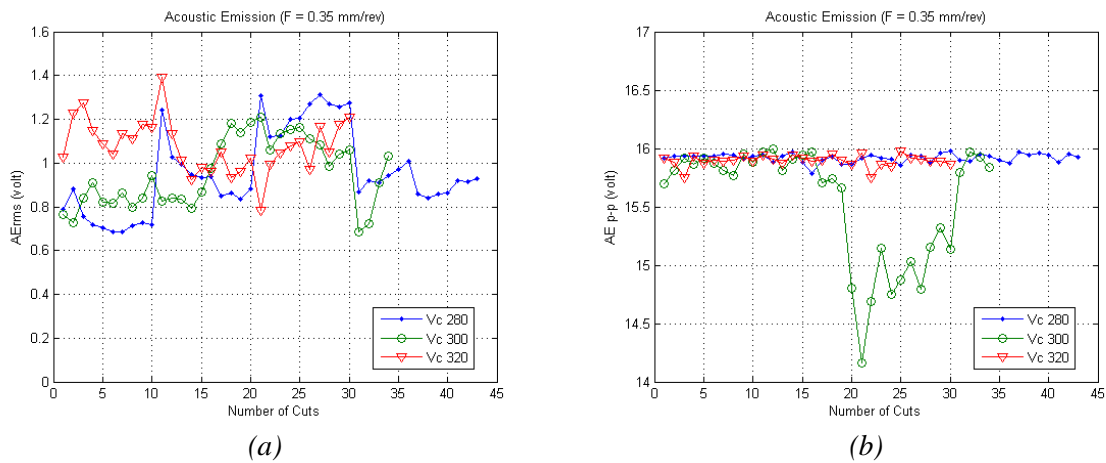 Acoustic Emission (F = 0.35 mm/rev)
1.6
1.4
1.2
1
0.8
0.6
0.4
0.2
0
AErms (volt)
0 5 10 15 20 25 30 35 40 45
Number of Cuts
Vc 280
Vc 300
Vc 320
(a)
Acoustic Emission (F = 0.35 mm/rev)
17
16.5
16
15.5
15
14.5
14
AE p-p (volt)
0 5 10 15 20 25 30 35 40 45
Number of Cuts
Vc 280
Vc 300
Vc 320
(b)